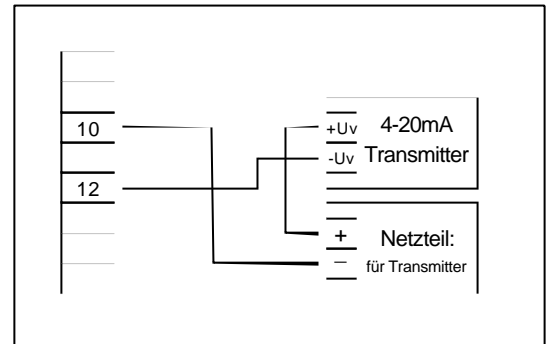 10
12
+Uv
-Uv
4-20mA
Transmitter
+
−
Netzteil:
für Transmitter